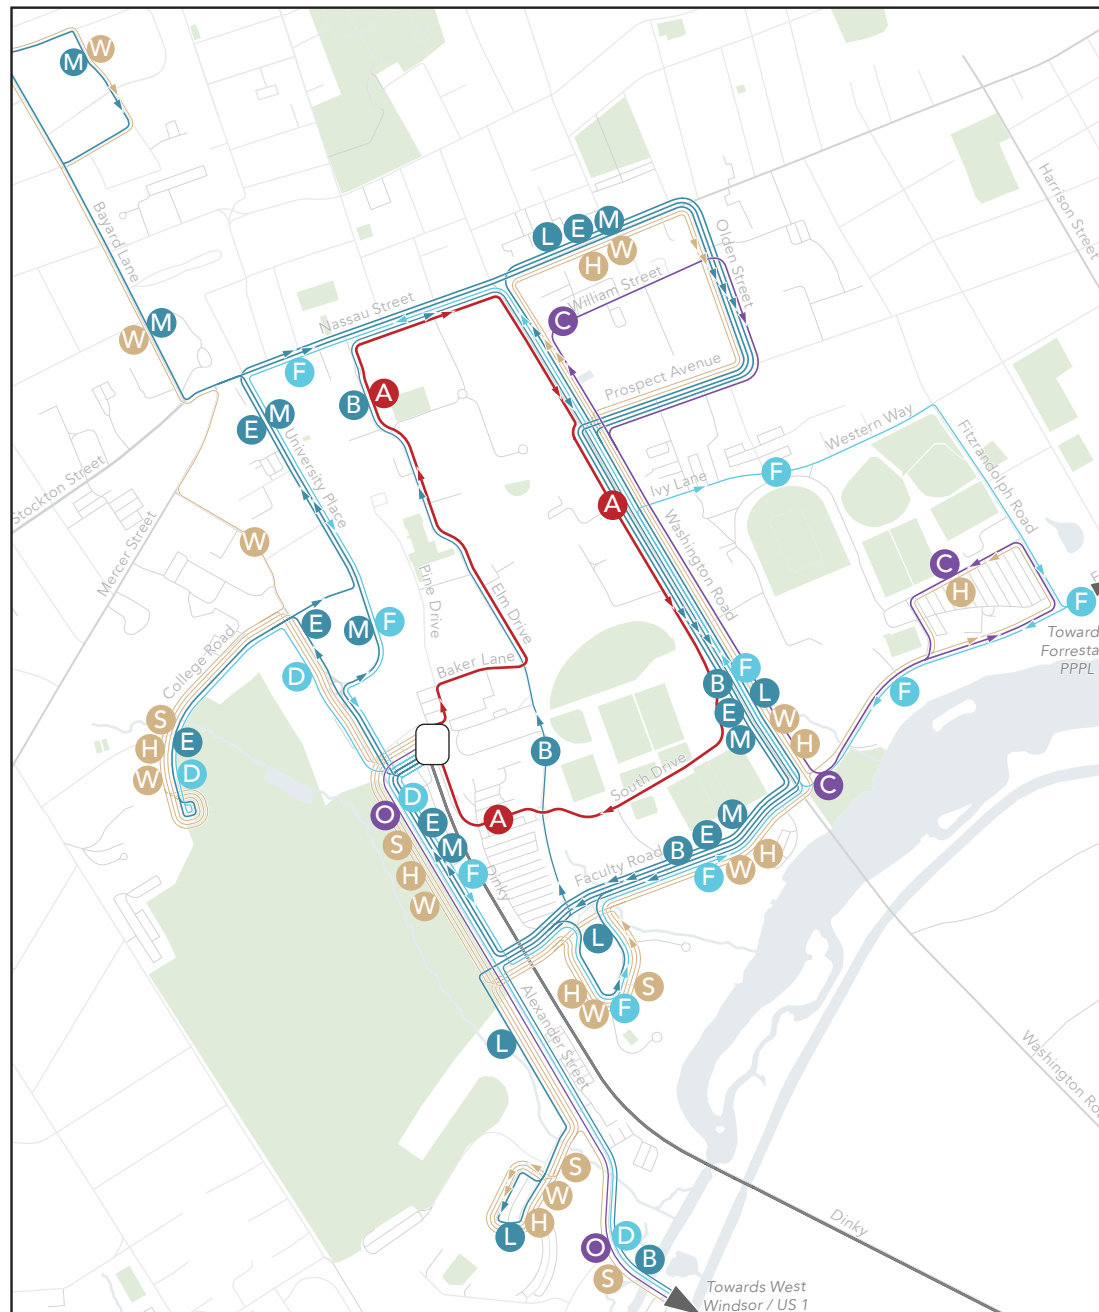 W
M
Bayard Lane
W
M
Harrison Street
L
E
M
H
W
Olden Street
William Street
C
Nassau Street
F
Prospect Avenue
B
A
E
M
University Place
Stockton Street
Mercer Street
W
Western Way
F
Ivy Lane
A
Washington Road
Fitzrandolph Road
C
H
F
Towards
Forrestal
PPPL
F
Pine Drive
Elm Drive
Baker Lane
E
M
F
D
College Road
S
H
W
E
D
B
F
L
B
E
M
W
H
C
South Drive
A
O
D
E
M
F
S
H
W
Dinky
M
E
B
Faculty Road
F
W
H
L
H
W
F
S
Alexander Street
L
Washington Roa
S
W
H
L
Dinky
O
D
B
S
Towards West
Windsor / US 1